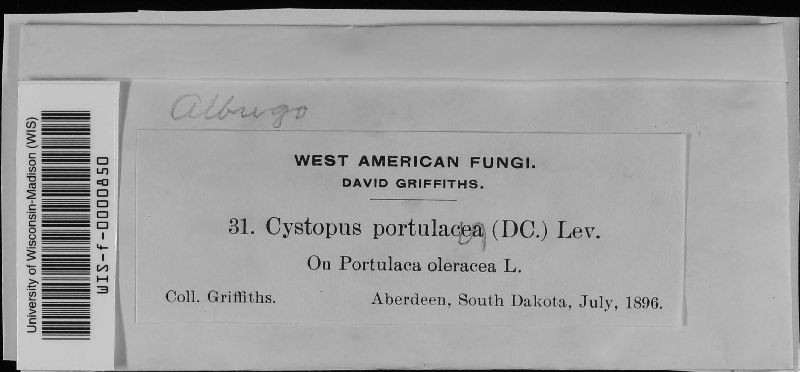 University of Wisconsin-Madison (WIS)
WIS-f-0000850
Albugo
WEST AMERICAN FUNGI.
DAVID GRIFFITHS.
31. Cystopus portulacea (DC.) Lev.
On Portulaca oleracea L.
Coll. Griffiths. Aberdeen, South Dakota, July, 1896.